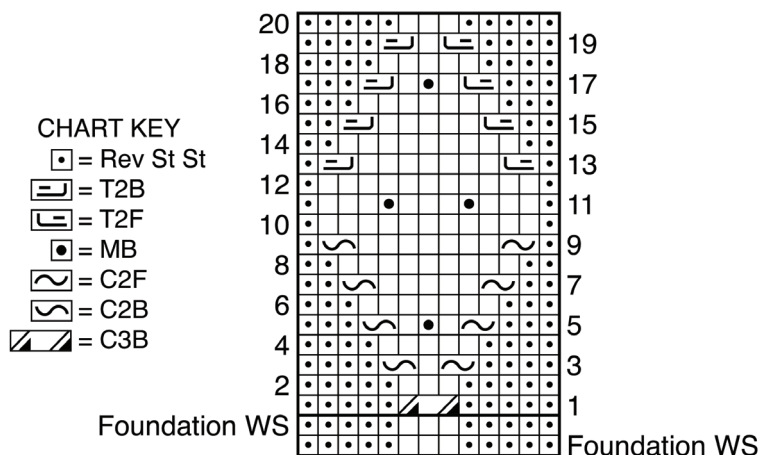 20
19
18
17
16
CHART KEY
15
= Rev St St
14
= T2B
13
= T2F
12
11
= MB
10
9
= C2F
8
7
= C2B
6
5
= C3B
4
3
2
1
Foundation WS
Foundation WS